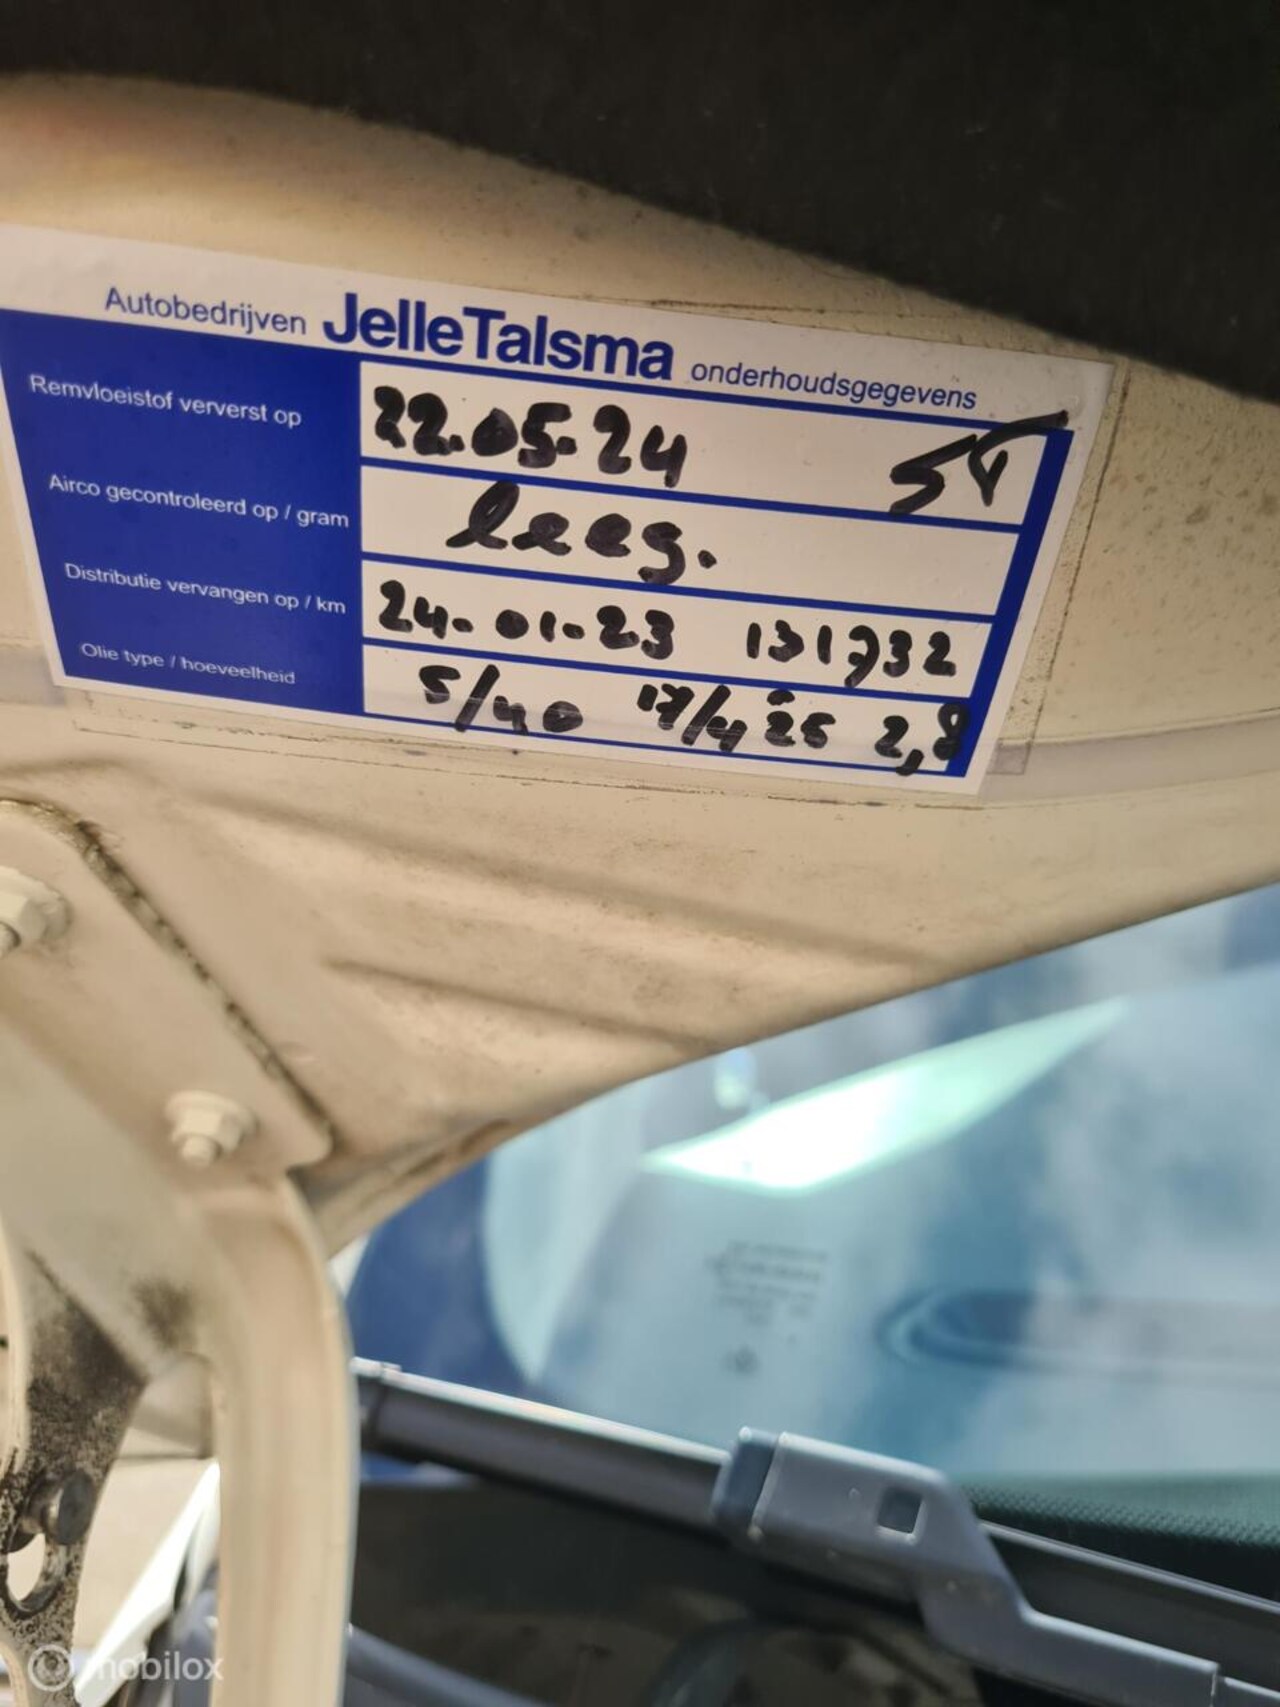 Autobedrijven JelleTalsma onderhoudsgegevens
Remvloeistof ververst op 22.05.24
Airco gecontroleerd op / gram leeg.
Distributie vervangen op / km 24-01-23 131732
Olie type / hoeveelheid 5/40 17/4 25 2,8
mobilox